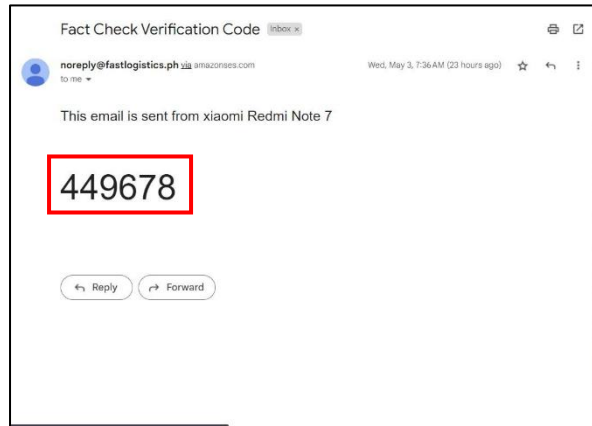 Fact Check Verification Code Inbox ×
noreply@fastlogistics.ph via amazonses.com Wed, May 3, 7:36 AM (23 hours ago)
to me
This email is sent from xiaomi Redmi Note 7
449678
Reply Forward